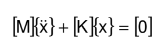 [M]{ẍ} + [K]{x} = [0]